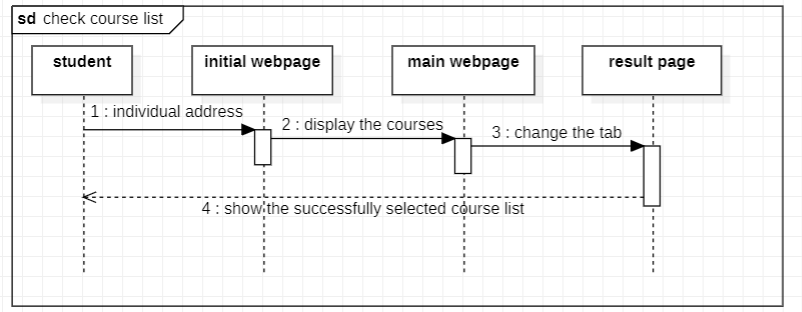 sd check course list
student
initial webpage
main webpage
result page
1 : individual address
2 : display the courses
3 : change the tab
4 : show the successfully selected course list